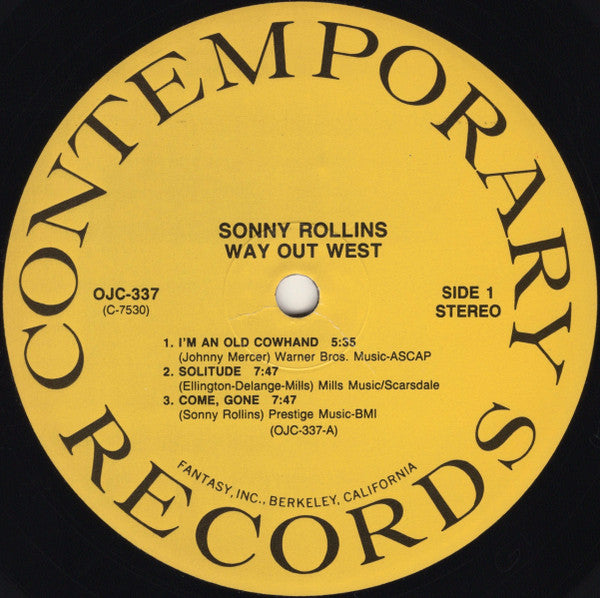 CONTEMPORARY
SONNY ROLLINS
WAY OUT WEST
OJC-337
(C-7530)
SIDE 1
STEREO
1. I'M AN OLD COWHAND 5:35
(Johnny Mercer) Warner Bros. Music-ASCAP
2. SOLITUDE 7:47
(Ellington-Delange-Mills) Mills Music/Scarsdale
3. COME, GONE 7:47
(Sonny Rollins) Prestige Music-BMI
(OJC-337-A)
FANTASY, INC., BERKELEY, CALIFORNIA
RECORDS